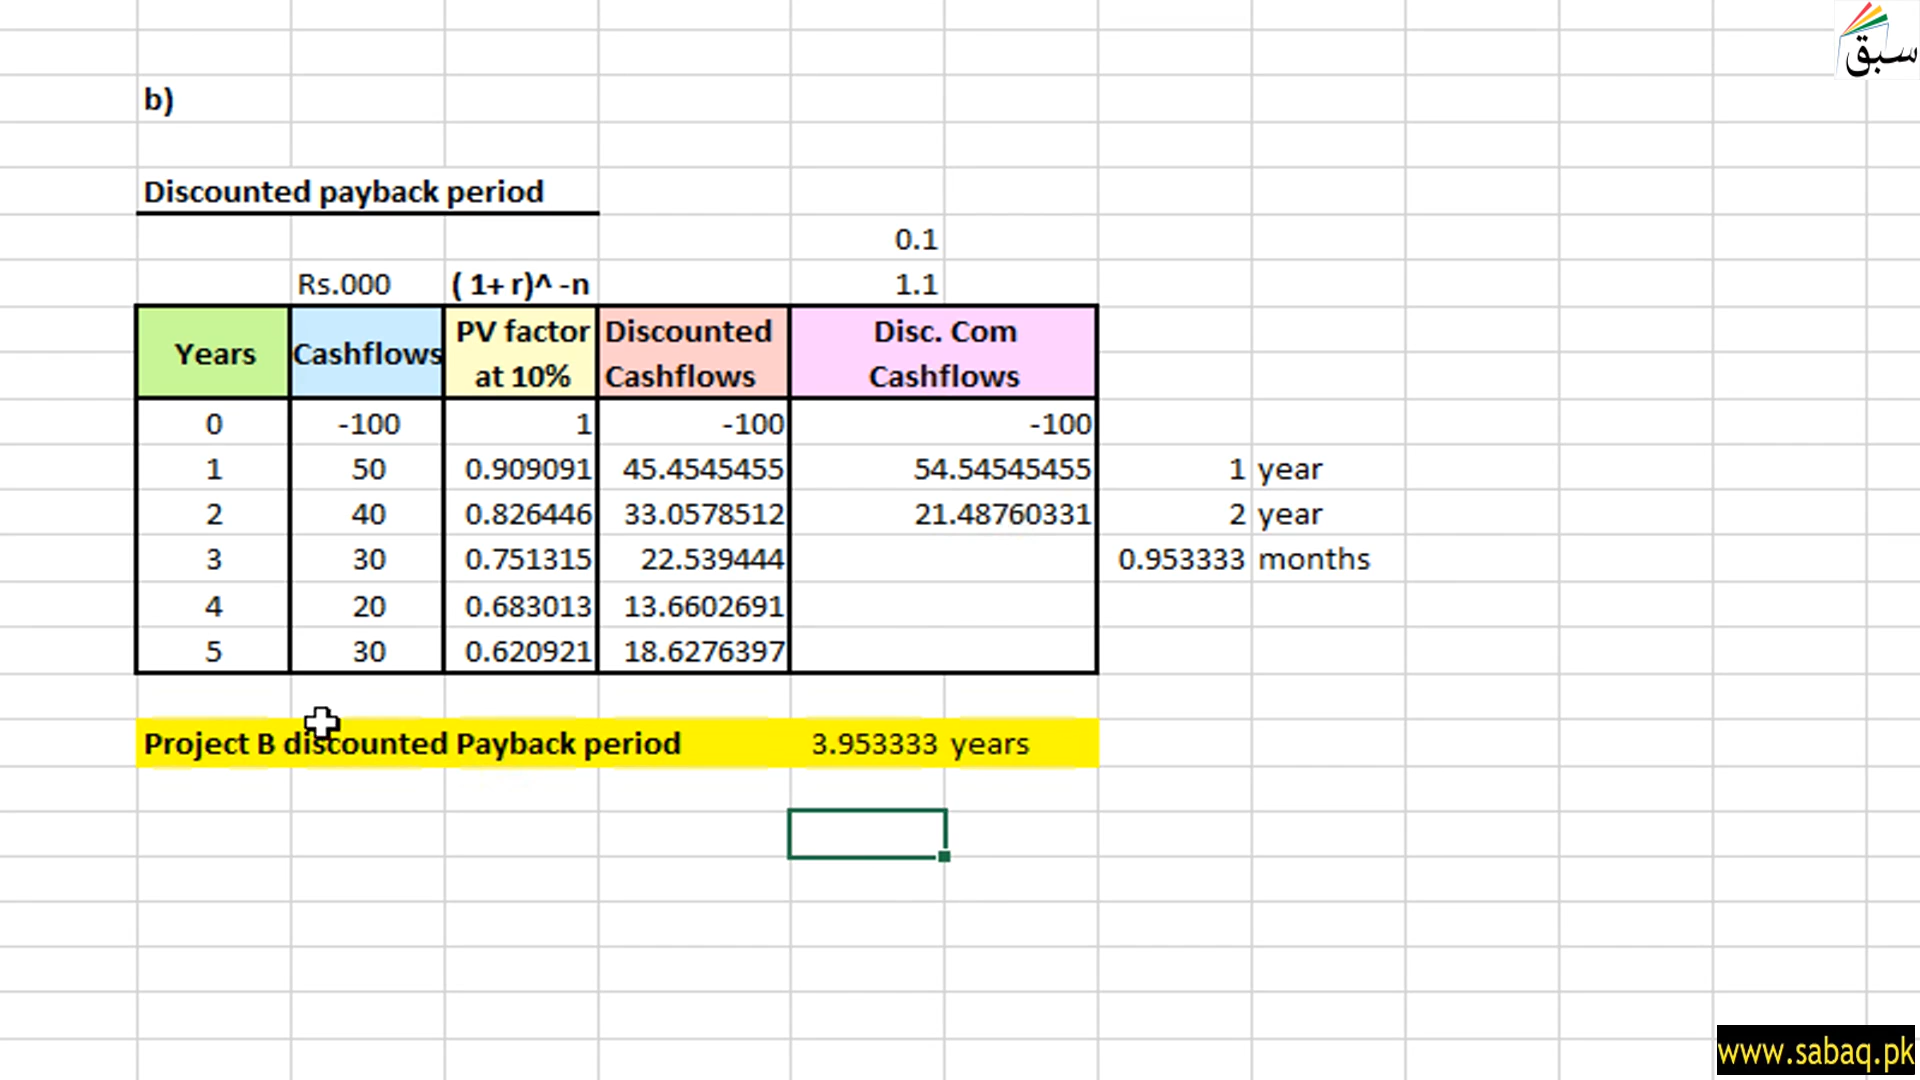 سبق
b)
Discounted payback period
0.1
Rs.000 ( 1+ r)^ -n 1.1
Years Cashflows PV factor at 10% Discounted Cashflows Disc. Com Cashflows
0 -100 1 -100 -100
1 50 0.909091 45.4545455 54.54545455 1 year
2 40 0.826446 33.0578512 21.48760331 2 year
3 30 0.751315 22.539444 0.953333 months
4 20 0.683013 13.6602691
5 30 0.620921 18.6276397
Project B discounted Payback period 3.953333 years
www.sabaq.pk